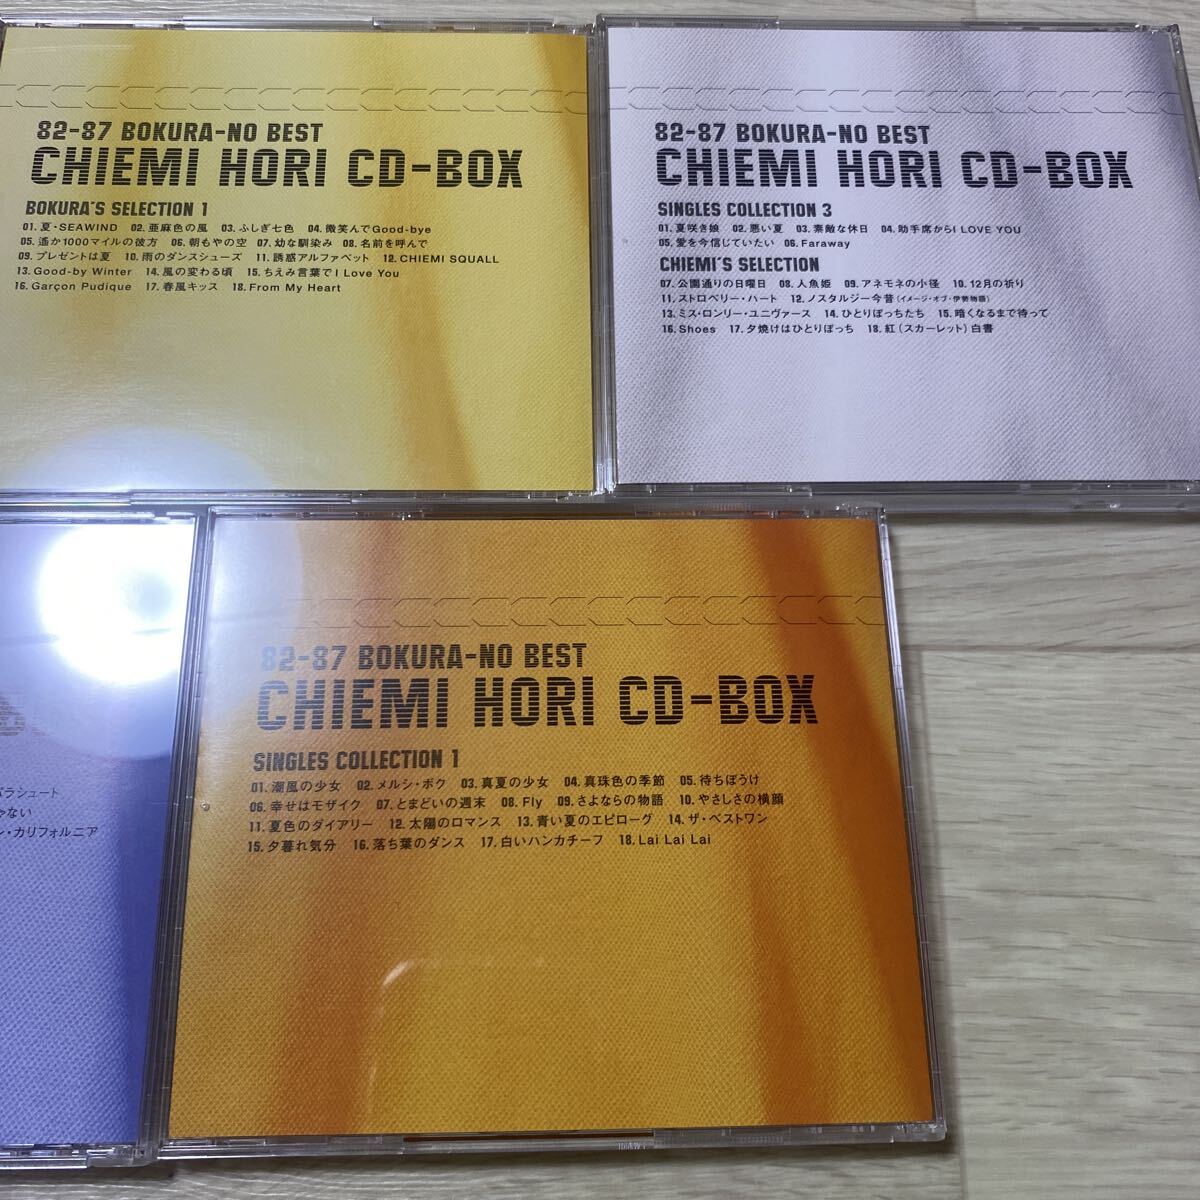 82-87 BOKURA-NO BEST
CHIEMI HORI CD-BOX
BOKURA'S SELECTION 1
01. 夏・SEAWIND 02. 亜麻色の風 03. ふしぎ七色 04. 微笑んでGood-bye
05. 遙か1000マイルの彼方 06. 朝もやの空 07. 幼な馴染み 08. 名前を呼んで
09. プレゼントは夏 10. 雨のダンスシューズ 11. 誘惑アルファベット 12. CHIEMI SQUALL
13. Good-by Winter 14. 風の変わる頃 15. ちえみ言葉でI Love You
16. Garçon Pudique 17. 春風キッス 18. From My Heart
82-87 BOKURA-NO BEST
CHIEMI HORI CD-BOX
SINGLES COLLECTION 3
01. 夏咲き娘 02. 悪い夏 03. 素敵な休日 04. 助手席からI LOVE YOU
05. 愛を今信じていたい 06. Faraway
CHIEMI'S SELECTION
07. 公園通りの日曜日 08. 人魚姫 09. アネモネの小径 10. 12月の祈り
11. ストロベリー・ハート 12. ノスタルジー今昔(イメージ・オブ・伊勢物語)
13. ミス・ロンリー・ユニヴァース 14. ひとりぼっちたち 15. 暗くなるまで待って
16. Shoes 17. 夕焼けはひとりぼっち 18. 紅(スカーレット)白書
パラシュート
ゃない
ン・カリフォルニア
82-87 BOKURA-NO BEST
CHIEMI HORI CD-BOX
SINGLES COLLECTION 1
01. 潮風の少女 02. メルシ・ボク 03. 真夏の少女 04. 真珠色の季節 05. 待ちぼうけ
06. 幸せはモザイク 07. とまどいの週末 08. Fly 09. さよならの物語 10. やさしさの横顔
11. 夏色のダイアリー 12. 太陽のロマンス 13. 青い夏のエピローグ 14. ザ・ベストワン
15. 夕暮れ気分 16. 落ち葉のダンス 17. 白いハンカチーフ 18. Lai Lai Lai